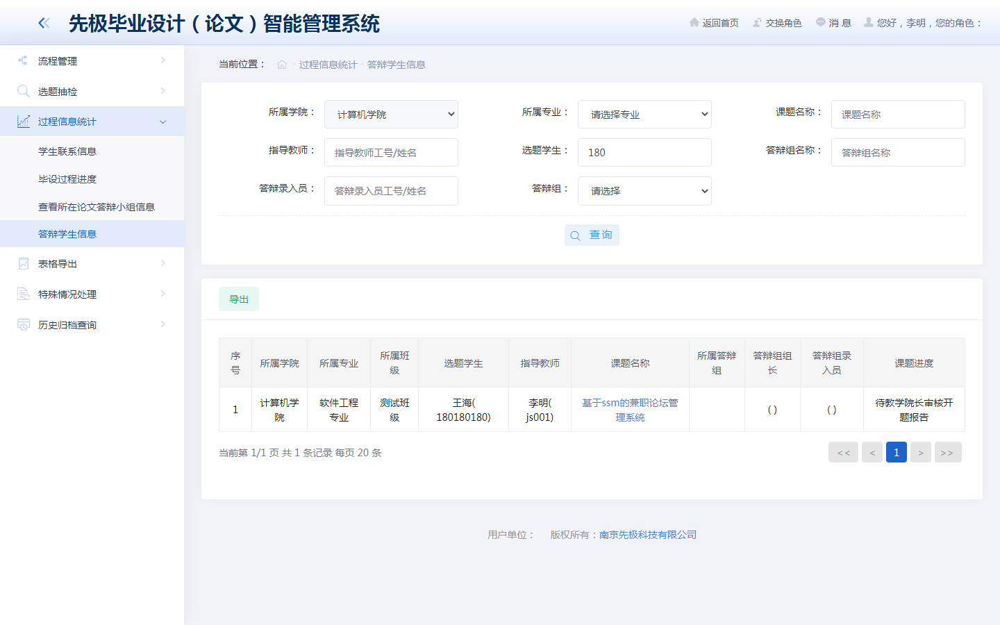 先极毕业设计（论文）智能管理系统
返回首页 交换角色 消 息 您好，李明，您的角色：
流程管理
选题抽检
过程信息统计
学生联系信息
毕设过程进度
查看所在论文答辩小组信息
答辩学生信息
表格导出
特殊情况处理
历史归档查询
当前位置： 过程信息统计 答辩学生信息
所属学院： 计算机学院 所属专业： 请选择专业 课题名称： 课题名称
指导教师： 指导教师工号/姓名 选题学生： 180 答辩组名称： 答辩组名称
答辩录入员： 答辩录入员工号/姓名 答辩组： 请选择
查询
导出
序号 所属学院 所属专业 所属班级 选题学生 指导教师 课题名称 所属答辩组 答辩组组长 答辩组录入员 课题进度
1 计算机学院 软件工程专业 测试班级 王海(180180180) 李明(js001) 基于ssm的兼职论坛管理系统 ( ) ( ) 待教学院长审核开题报告
当前第 1/1 页 共 1 条记录 每页 20 条 << < 1 > >>
用户单位： 版权所有：南京先极科技有限公司